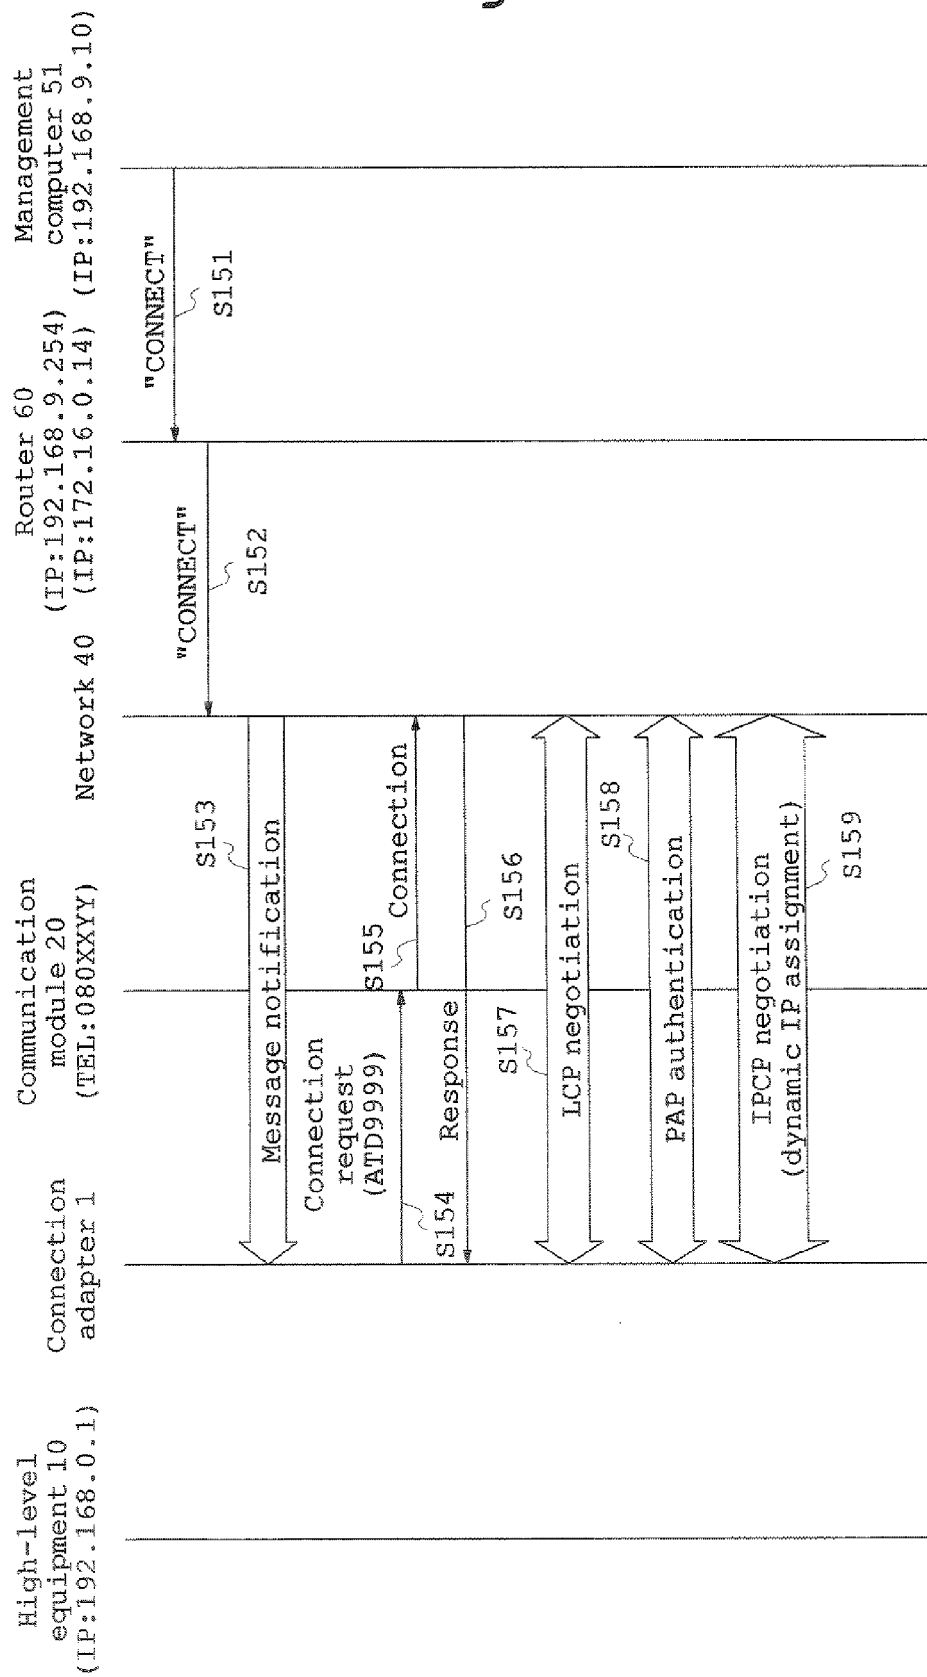 High-level
equipment 10
(IP:192.168.0.1)
Connection
adapter 1
Communication
module 20
(TEL:080XXYY)
Network 40
Router 60
(IP:192.168.9.254)
(IP:172.16.0.14)
Management
computer 51
(IP:192.168.9.10)
"CONNECT"
S151
"CONNECT"
S152
S153
Message notification
Connection
request
(ATD9999)
S154
S155
Connection
Response
S156
S157
LCP negotiation
S158
PAP authentication
IPCP negotiation
(dynamic IP assignment)
S159